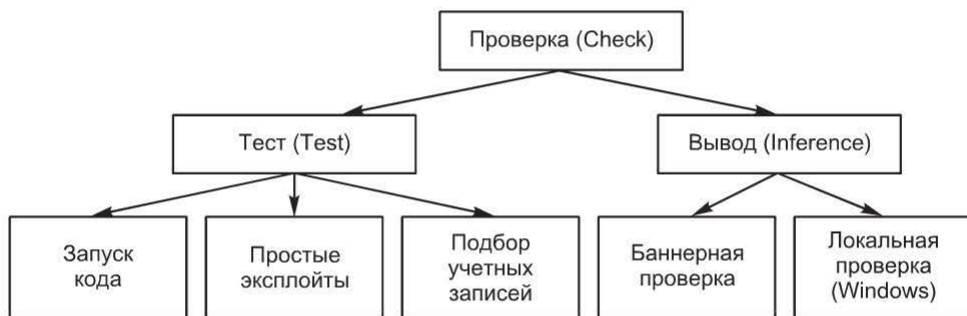 Проверка (Check)
Тест (Test)
Вывод (Inference)
Запуск
кода
Простые
эксплойты
Подбор
учетных
записей
Баннерная
проверка
Локальная
проверка
(Windows)